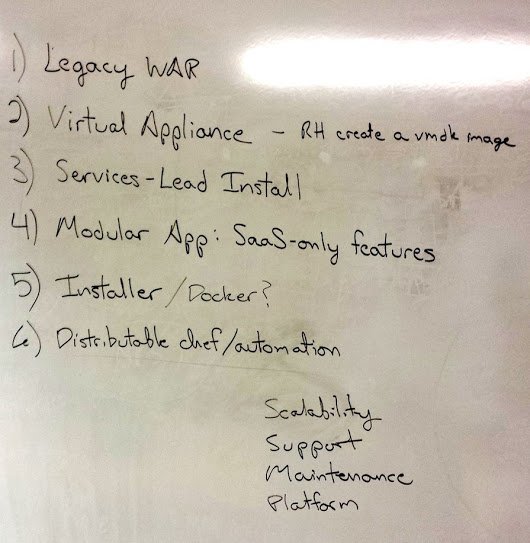 1) Legacy WAR
2) Virtual Appliance - RH create a vmdk image
3) Services-Lead Install
4) Modular App: SaaS-only features
5) Installer/Docker?
6) Distributable chef/automation
Scalability
Support
Maintenance
Platform